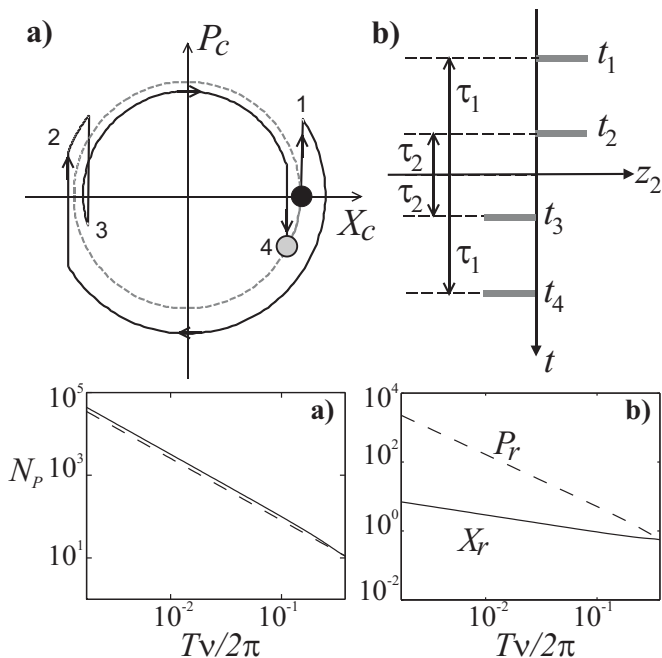 a)
P_c
1
2
3
4
X_c
b)
t_1
τ_1
t_2
τ_2
z_2
τ_2
t_3
τ_1
t_4
t
a)
10^5
N_P
10^3
10^1
10^-2
10^-1
Tν/2π
b)
10^4
10^2
10^0
10^-2
P_r
X_r
10^-2
10^-1
Tν/2π